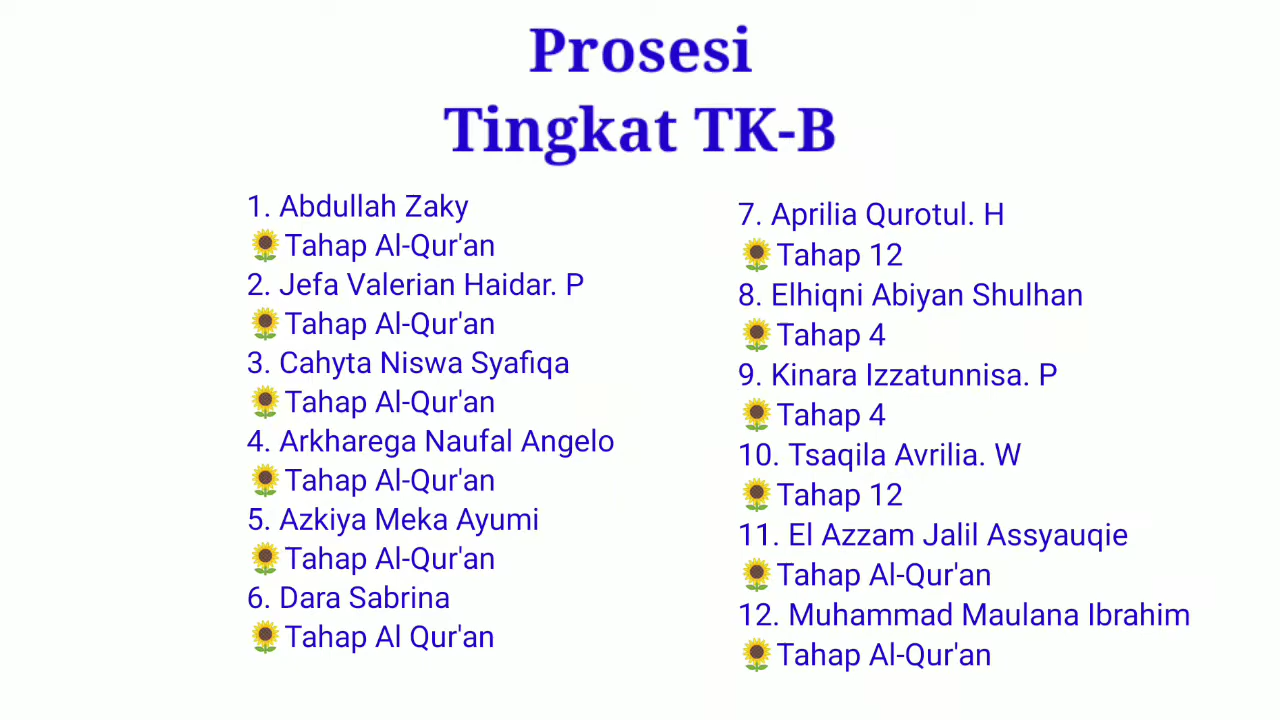 Prosesi
Tingkat TK-B
1. Abdullah Zaky
🌻Tahap Al-Qur'an
2. Jefa Valerian Haidar. P
🌻Tahap Al-Qur'an
3. Cahyta Niswa Syafiqa
🌻Tahap Al-Qur'an
4. Arkharega Naufal Angelo
🌻Tahap Al-Qur'an
5. Azkiya Meka Ayumi
🌻Tahap Al-Qur'an
6. Dara Sabrina
🌻Tahap Al Qur'an
7. Aprilia Qurotul. H
🌻Tahap 12
8. Elhiqni Abiyan Shulhan
🌻Tahap 4
9. Kinara Izzatunnisa. P
🌻Tahap 4
10. Tsaqila Avrilia. W
🌻Tahap 12
11. El Azzam Jalil Assyauqie
🌻Tahap Al-Qur'an
12. Muhammad Maulana Ibrahim
🌻Tahap Al-Qur'an